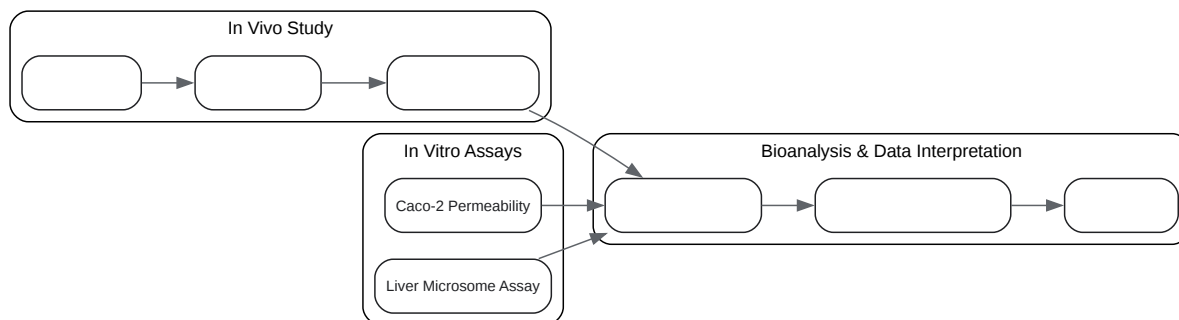 In Vivo Study
In Vitro Assays
Bioanalysis & Data Interpretation
Caco-2 Permeability
Liver Microsome Assay